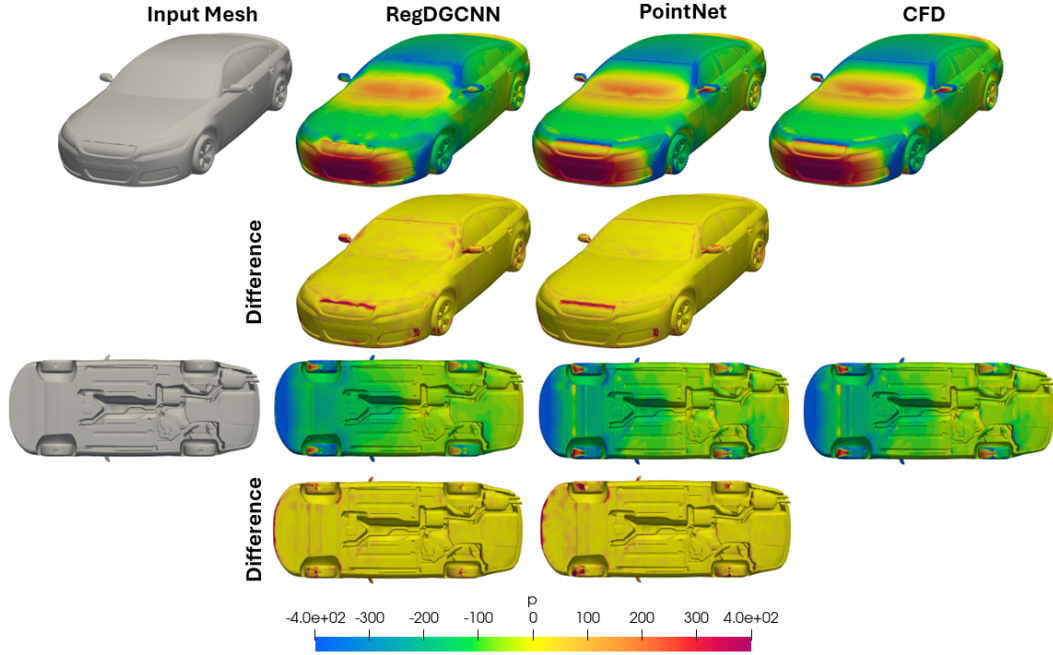 Input Mesh RegDGCNN PointNet CFD
Difference
Difference
p
-4.0e+02 -300 -200 -100 0 100 200 300 4.0e+02